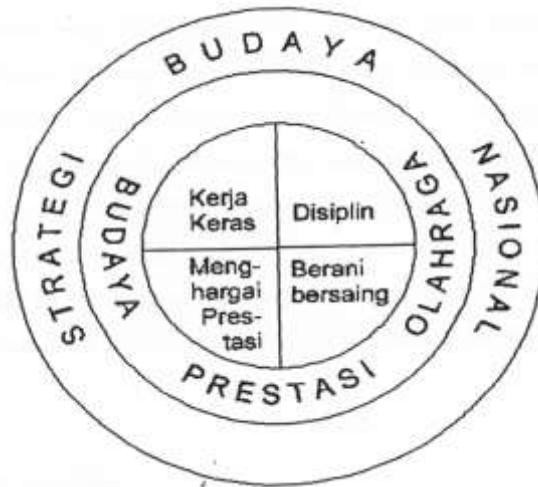 STRATEGI BUDAYA NASIONAL
BUDAYA PRESTASI OLAHRAGA
Kerja
Keras
Disiplin
Meng-
hargai
Pres-
tasi
Berani
bersaing